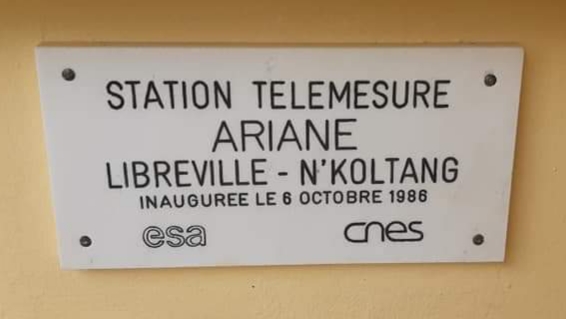 STATION TELEMESURE
ARIANE
LIBREVILLE - N'KOLTANG
INAUGUREE LE 6 OCTOBRE 1986
esa cnes